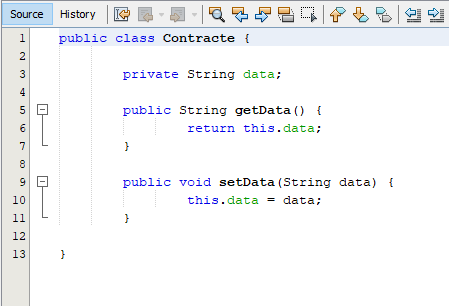 Source History
1 public class Contracte {
2
3 private String data;
4
5 public String getData() {
6 return this.data;
7 }
8
9 public void setData(String data) {
10 this.data = data;
11 }
12
13 }